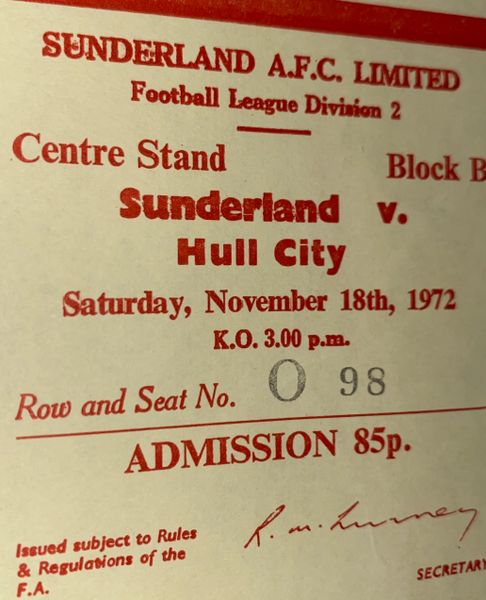 SUNDERLAND A.F.C. LIMITED
Football League Division 2
Centre Stand Block B
Sunderland v.
Hull City
Saturday, November 18th, 1972
K.O. 3.00 p.m.
Row and Seat No. O 98
ADMISSION 85p.
Issued subject to Rules
& Regulations of the
F.A.
SECRETARY